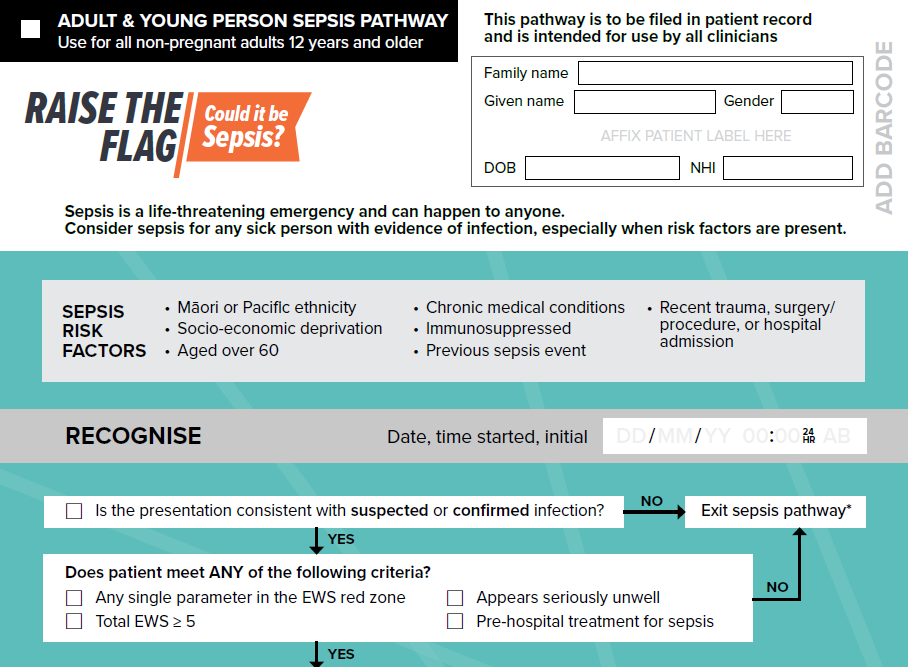 ADULT & YOUNG PERSON SEPSIS PATHWAY
Use for all non-pregnant adults 12 years and older
This pathway is to be filed in patient record
and is intended for use by all clinicians
Family name
Given name
Gender
AFFIX PATIENT LABEL HERE
DOB
NHI
ADD BARCODE
RAISE THE
FLAG
Could it be
Sepsis?
Sepsis is a life-threatening emergency and can happen to anyone.
Consider sepsis for any sick person with evidence of infection, especially when risk factors are present.
SEPSIS
RISK
FACTORS
• Māori or Pacific ethnicity
• Socio-economic deprivation
• Aged over 60
• Chronic medical conditions
• Immunosuppressed
• Previous sepsis event
• Recent trauma, surgery/
procedure, or hospital
admission
RECOGNISE
Date, time started, initial
DD/MM/YY 00:00 24 HR AB
Is the presentation consistent with suspected or confirmed infection?
NO
Exit sepsis pathway*
YES
Does patient meet ANY of the following criteria?
Any single parameter in the EWS red zone
Total EWS ≥ 5
Appears seriously unwell
Pre-hospital treatment for sepsis
NO
YES